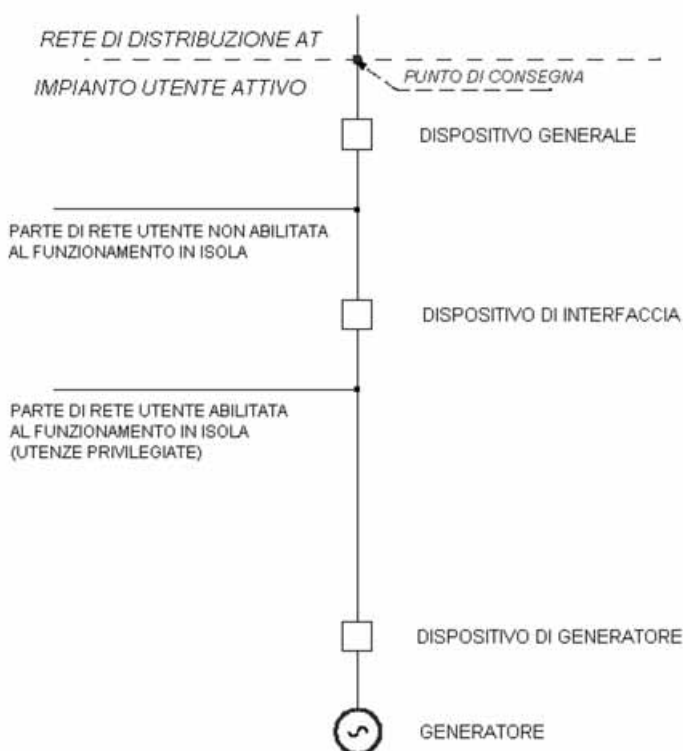 RETE DI DISTRIBUZIONE AT
IMPIANTO UTENTE ATTIVO
PUNTO DI CONSEGNA
DISPOSITIVO GENERALE
PARTE DI RETE UTENTE NON ABILITATA
AL FUNZIONAMENTO IN ISOLA
DISPOSITIVO DI INTERFACCIA
PARTE DI RETE UTENTE ABILITATA
AL FUNZIONAMENTO IN ISOLA
(UTENZE PRIVILEGIATE)
DISPOSITIVO DI GENERATORE
GENERATORE